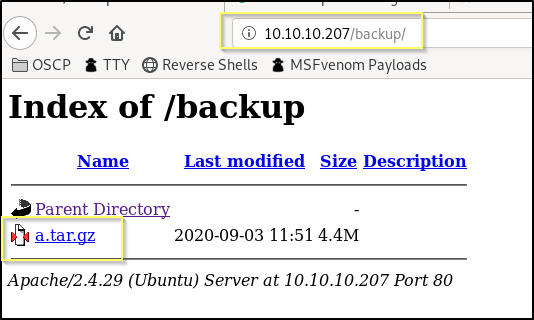 10.10.10.207/backup/
OSCP TTY Reverse Shells MSFvenom Payloads
Index of /backup
Name Last modified Size Description
Parent Directory -
a.tar.gz 2020-09-03 11:51 4.4M
Apache/2.4.29 (Ubuntu) Server at 10.10.10.207 Port 80